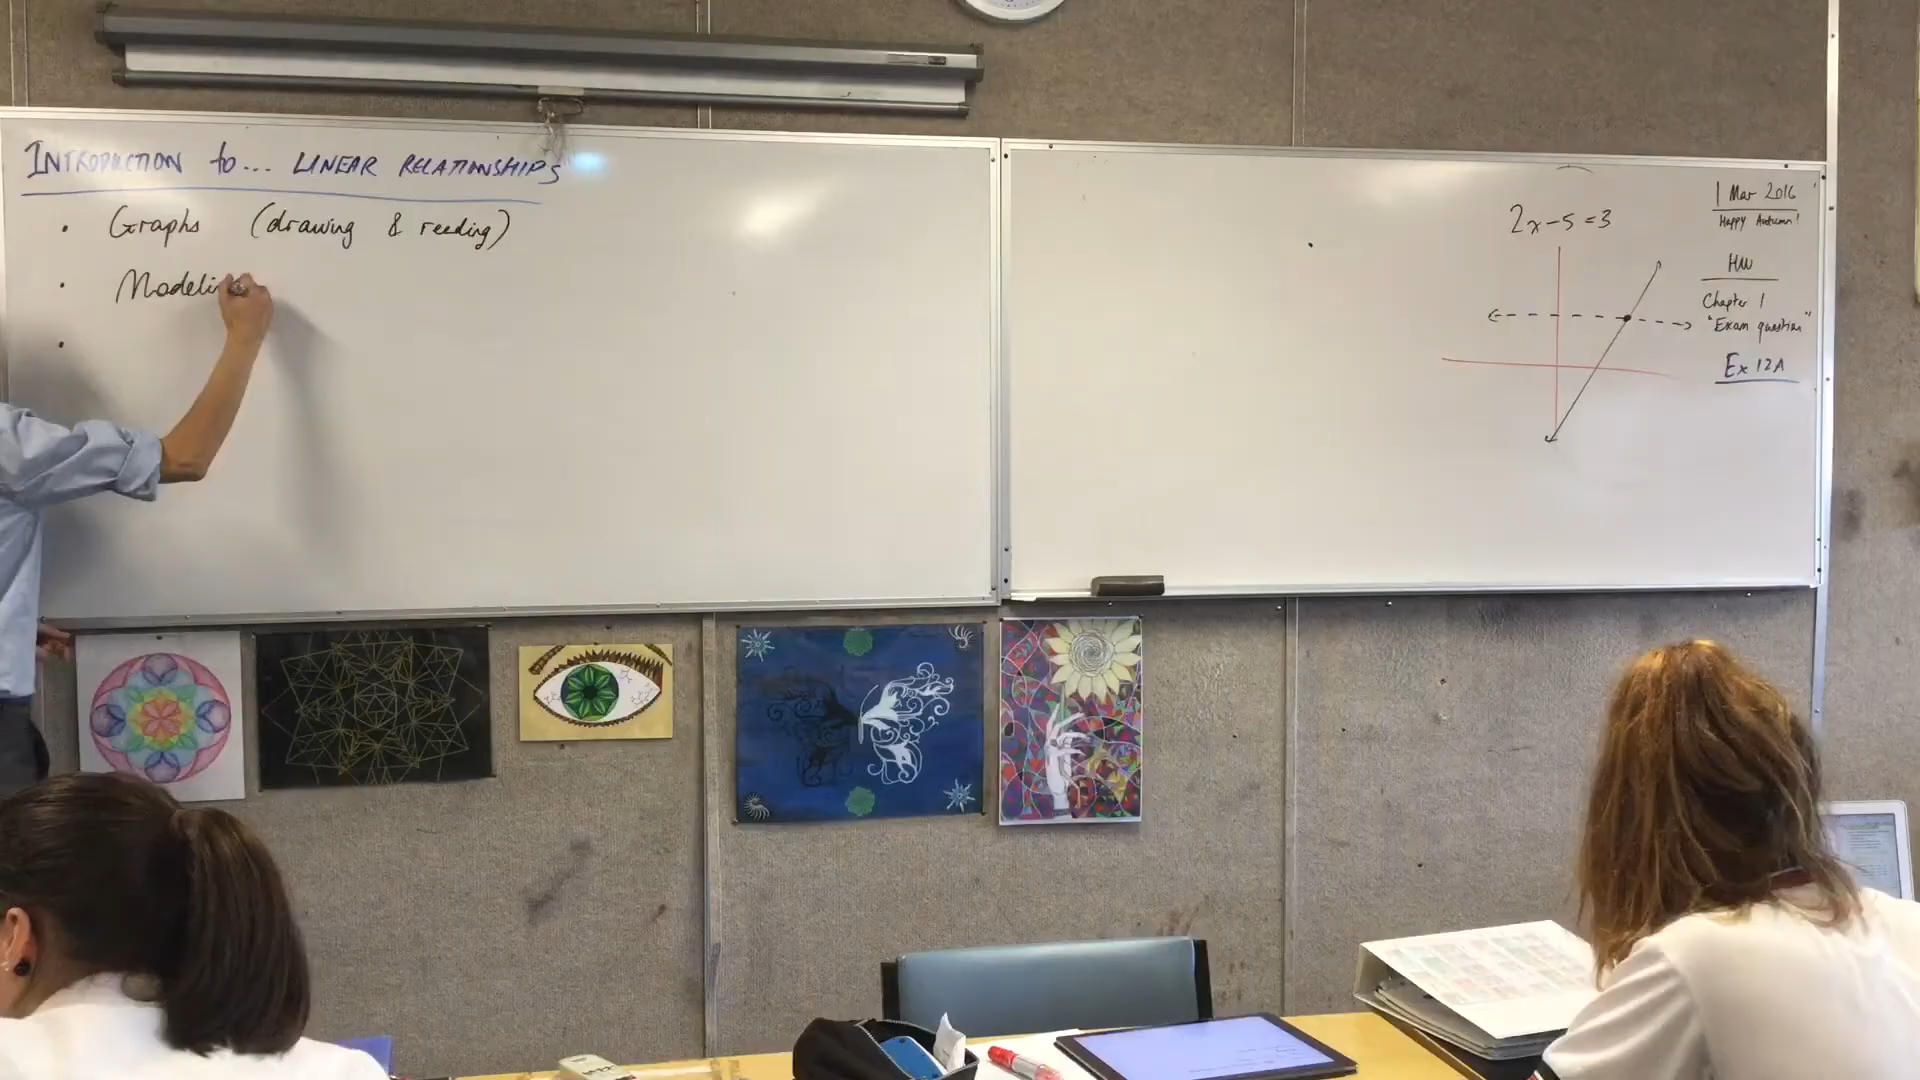 INTRODUCTION to... LINEAR RELATIONSHIPS
• Graphs (drawing & reading)
• Modelin
•
2x-5=3
1 Mar 2016
Happy Autumn!
HW
Chapter 1
"Exam question"
Ex 12A